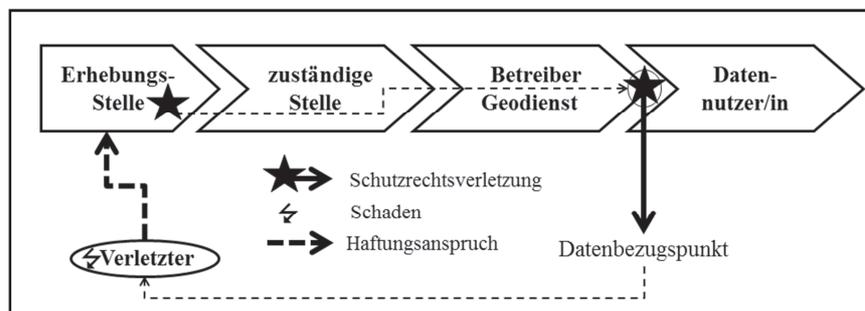 Erhebungs-
Stelle
zuständige
Stelle
Betreiber
Geodienst
Daten-
nutzer/in
Schutzrechtsverletzung
Schaden
Haftungsanspruch
Verletzter
Datenbezugspunkt